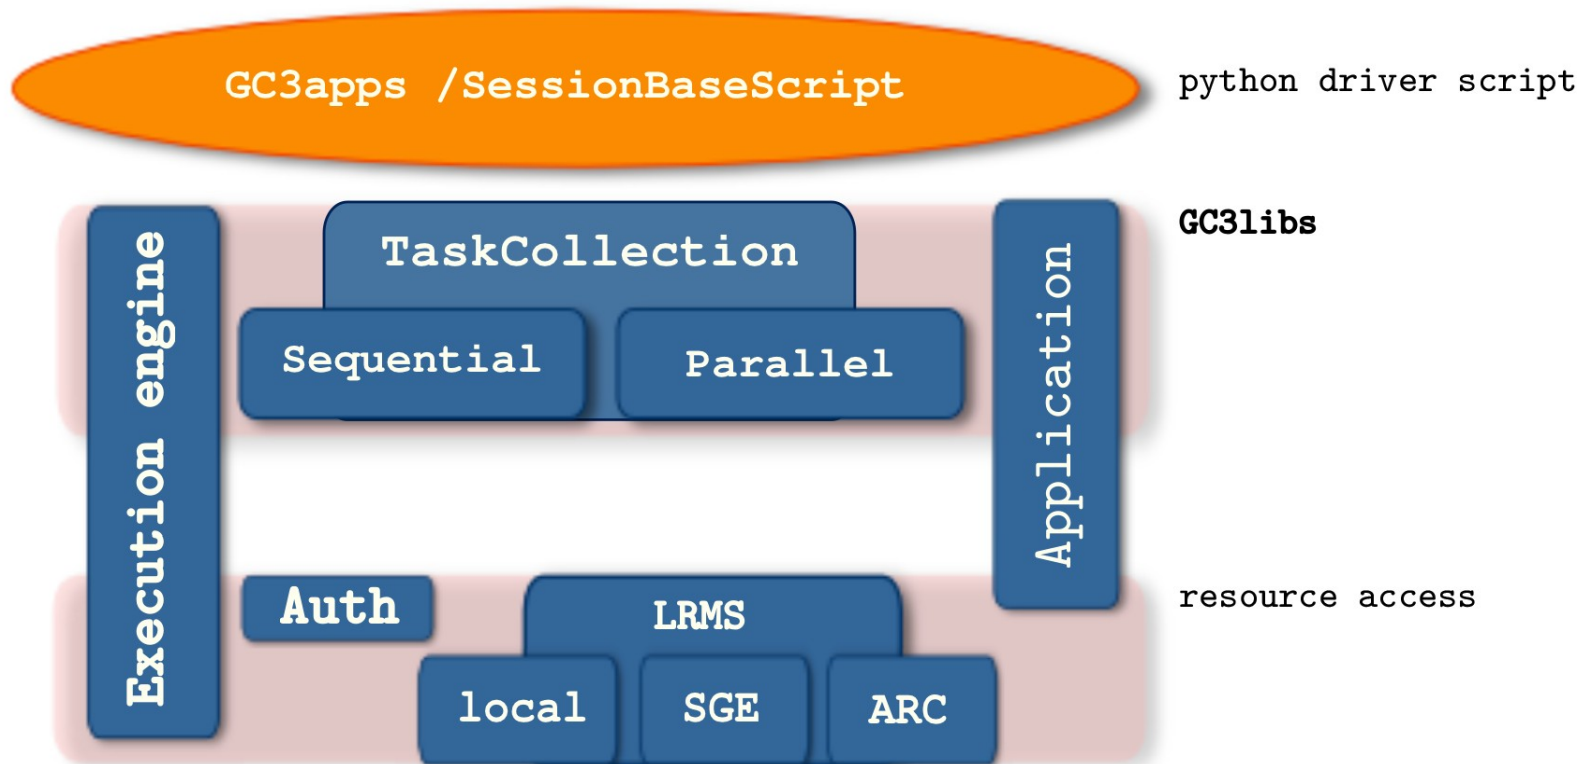 GC3apps /SessionBaseScript
python driver script
GC3libs
Execution engine
TaskCollection
Sequential
Parallel
Application
resource access
Auth
LRMS
local
SGE
ARC